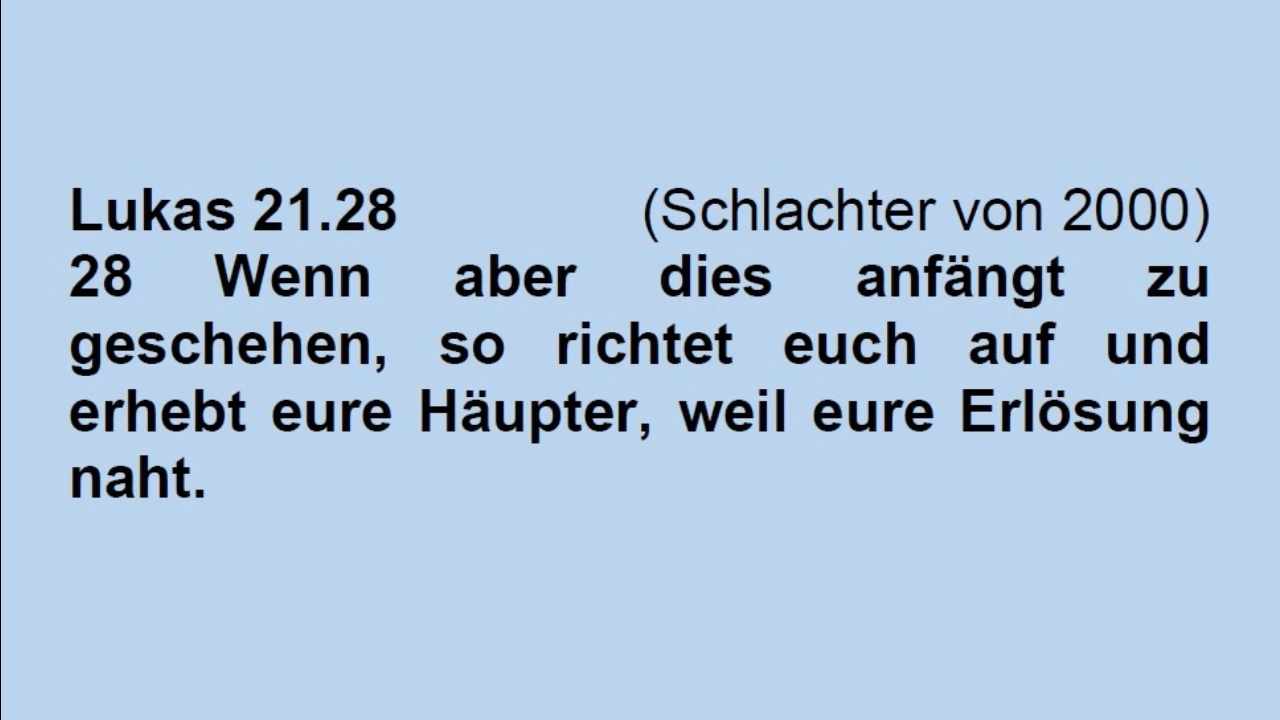 Lukas 21.28 (Schlachter von 2000)
28 Wenn aber dies anfängt zu
geschehen, so richtet euch auf und
erhebt eure Häupter, weil eure Erlösung
naht.